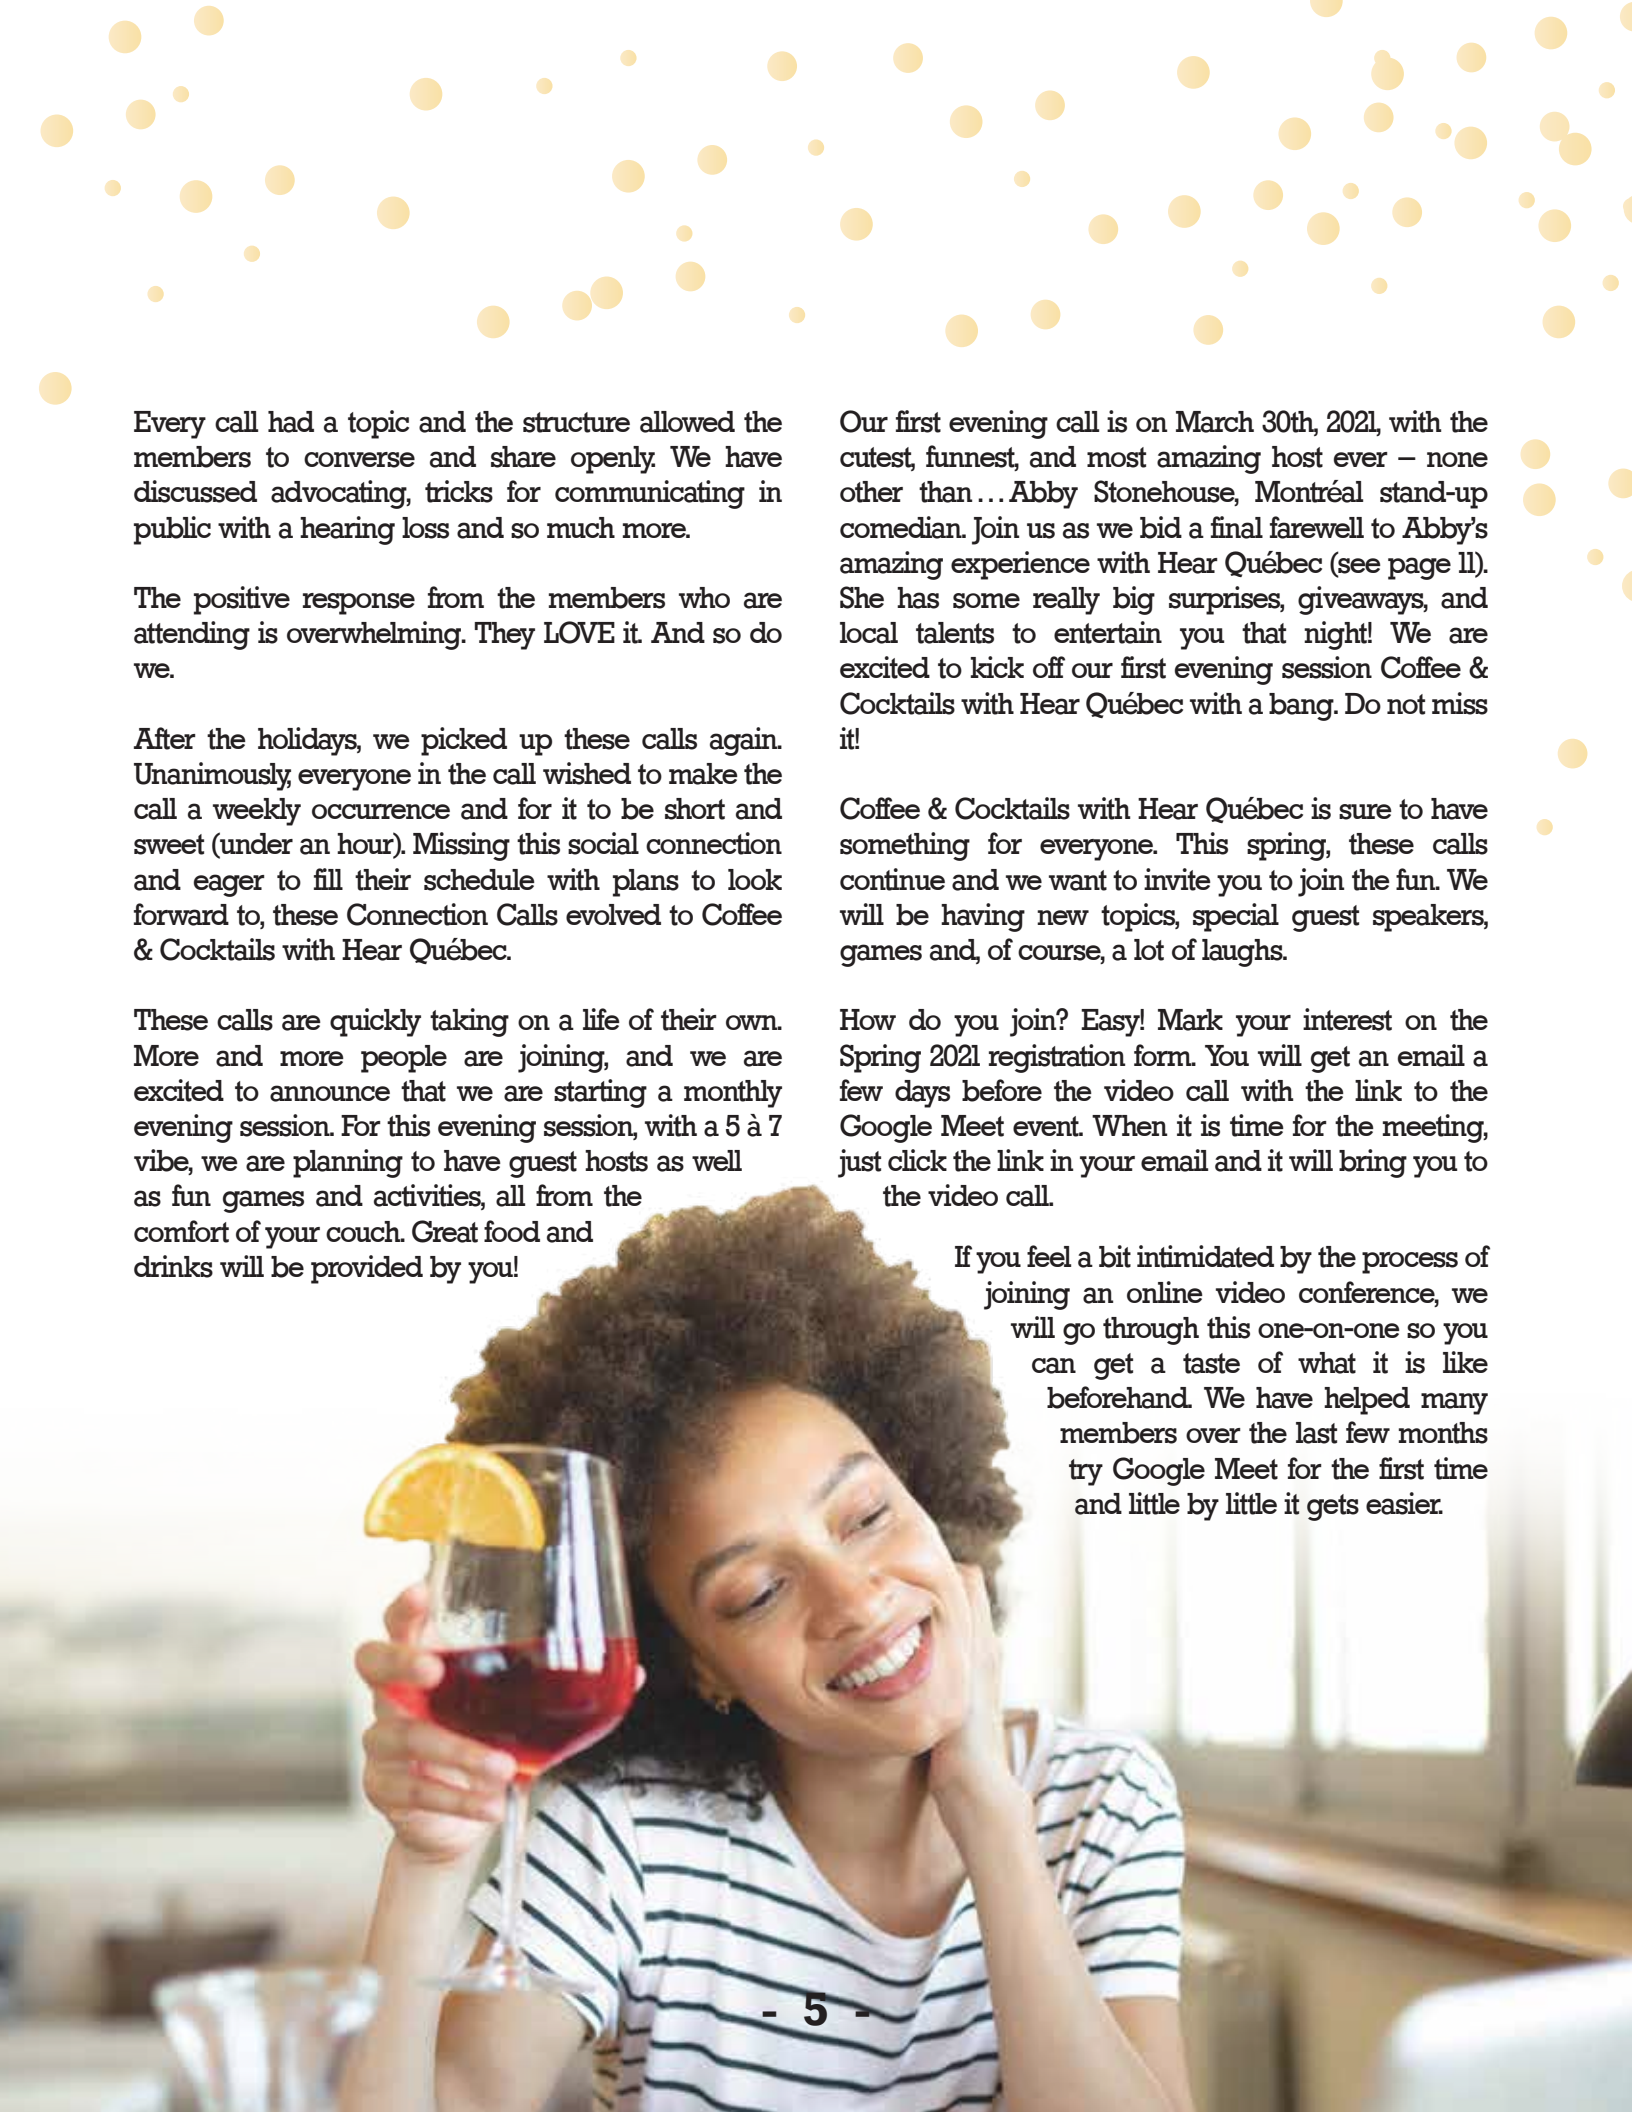 Every call had a topic and the structure allowed the
members to converse and share openly. We have
discussed advocating, tricks for communicating in
public with a hearing loss and so much more.
The positive response from the members who are
attending is overwhelming. They LOVE it. And so do
we.
After the holidays, we picked up these calls again.
Unanimously, everyone in the call wished to make the
call a weekly occurrence and for it to be short and
sweet (under an hour). Missing this social connection
and eager to fill their schedule with plans to look
forward to, these Connection Calls evolved to Coffee
& Cocktails with Hear Québec.
These calls are quickly taking on a life of their own.
More and more people are joining, and we are
excited to announce that we are starting a monthly
evening session. For this evening session, with a 5 à 7
vibe, we are planning to have guest hosts as well
as fun games and activities, all from the
comfort of your couch. Great food and
drinks will be provided by you!
Our first evening call is on March 30th, 2021, with the
cutest, funnest, and most amazing host ever – none
other than... Abby Stonehouse, Montréal stand-up
comedian. Join us as we bid a final farewell to Abby's
amazing experience with Hear Québec (see page 11).
She has some really big surprises, giveaways, and
local talents to entertain you that night! We are
excited to kick off our first evening session Coffee &
Cocktails with Hear Québec with a bang. Do not miss
it!
Coffee & Cocktails with Hear Québec is sure to have
something for everyone. This spring, these calls
continue and we want to invite you to join the fun. We
will be having new topics, special guest speakers,
games and, of course, a lot of laughs.
How do you join? Easy! Mark your interest on the
Spring 2021 registration form. You will get an email a
few days before the video call with the link to the
Google Meet event. When it is time for the meeting,
just click the link in your email and it will bring you to
the video call.
If you feel a bit intimidated by the process of
joining an online video conference, we
will go through this one-on-one so you
can get a taste of what it is like
beforehand. We have helped many
members over the last few months
try Google Meet for the first time
and little by little it gets easier.
- 5 -